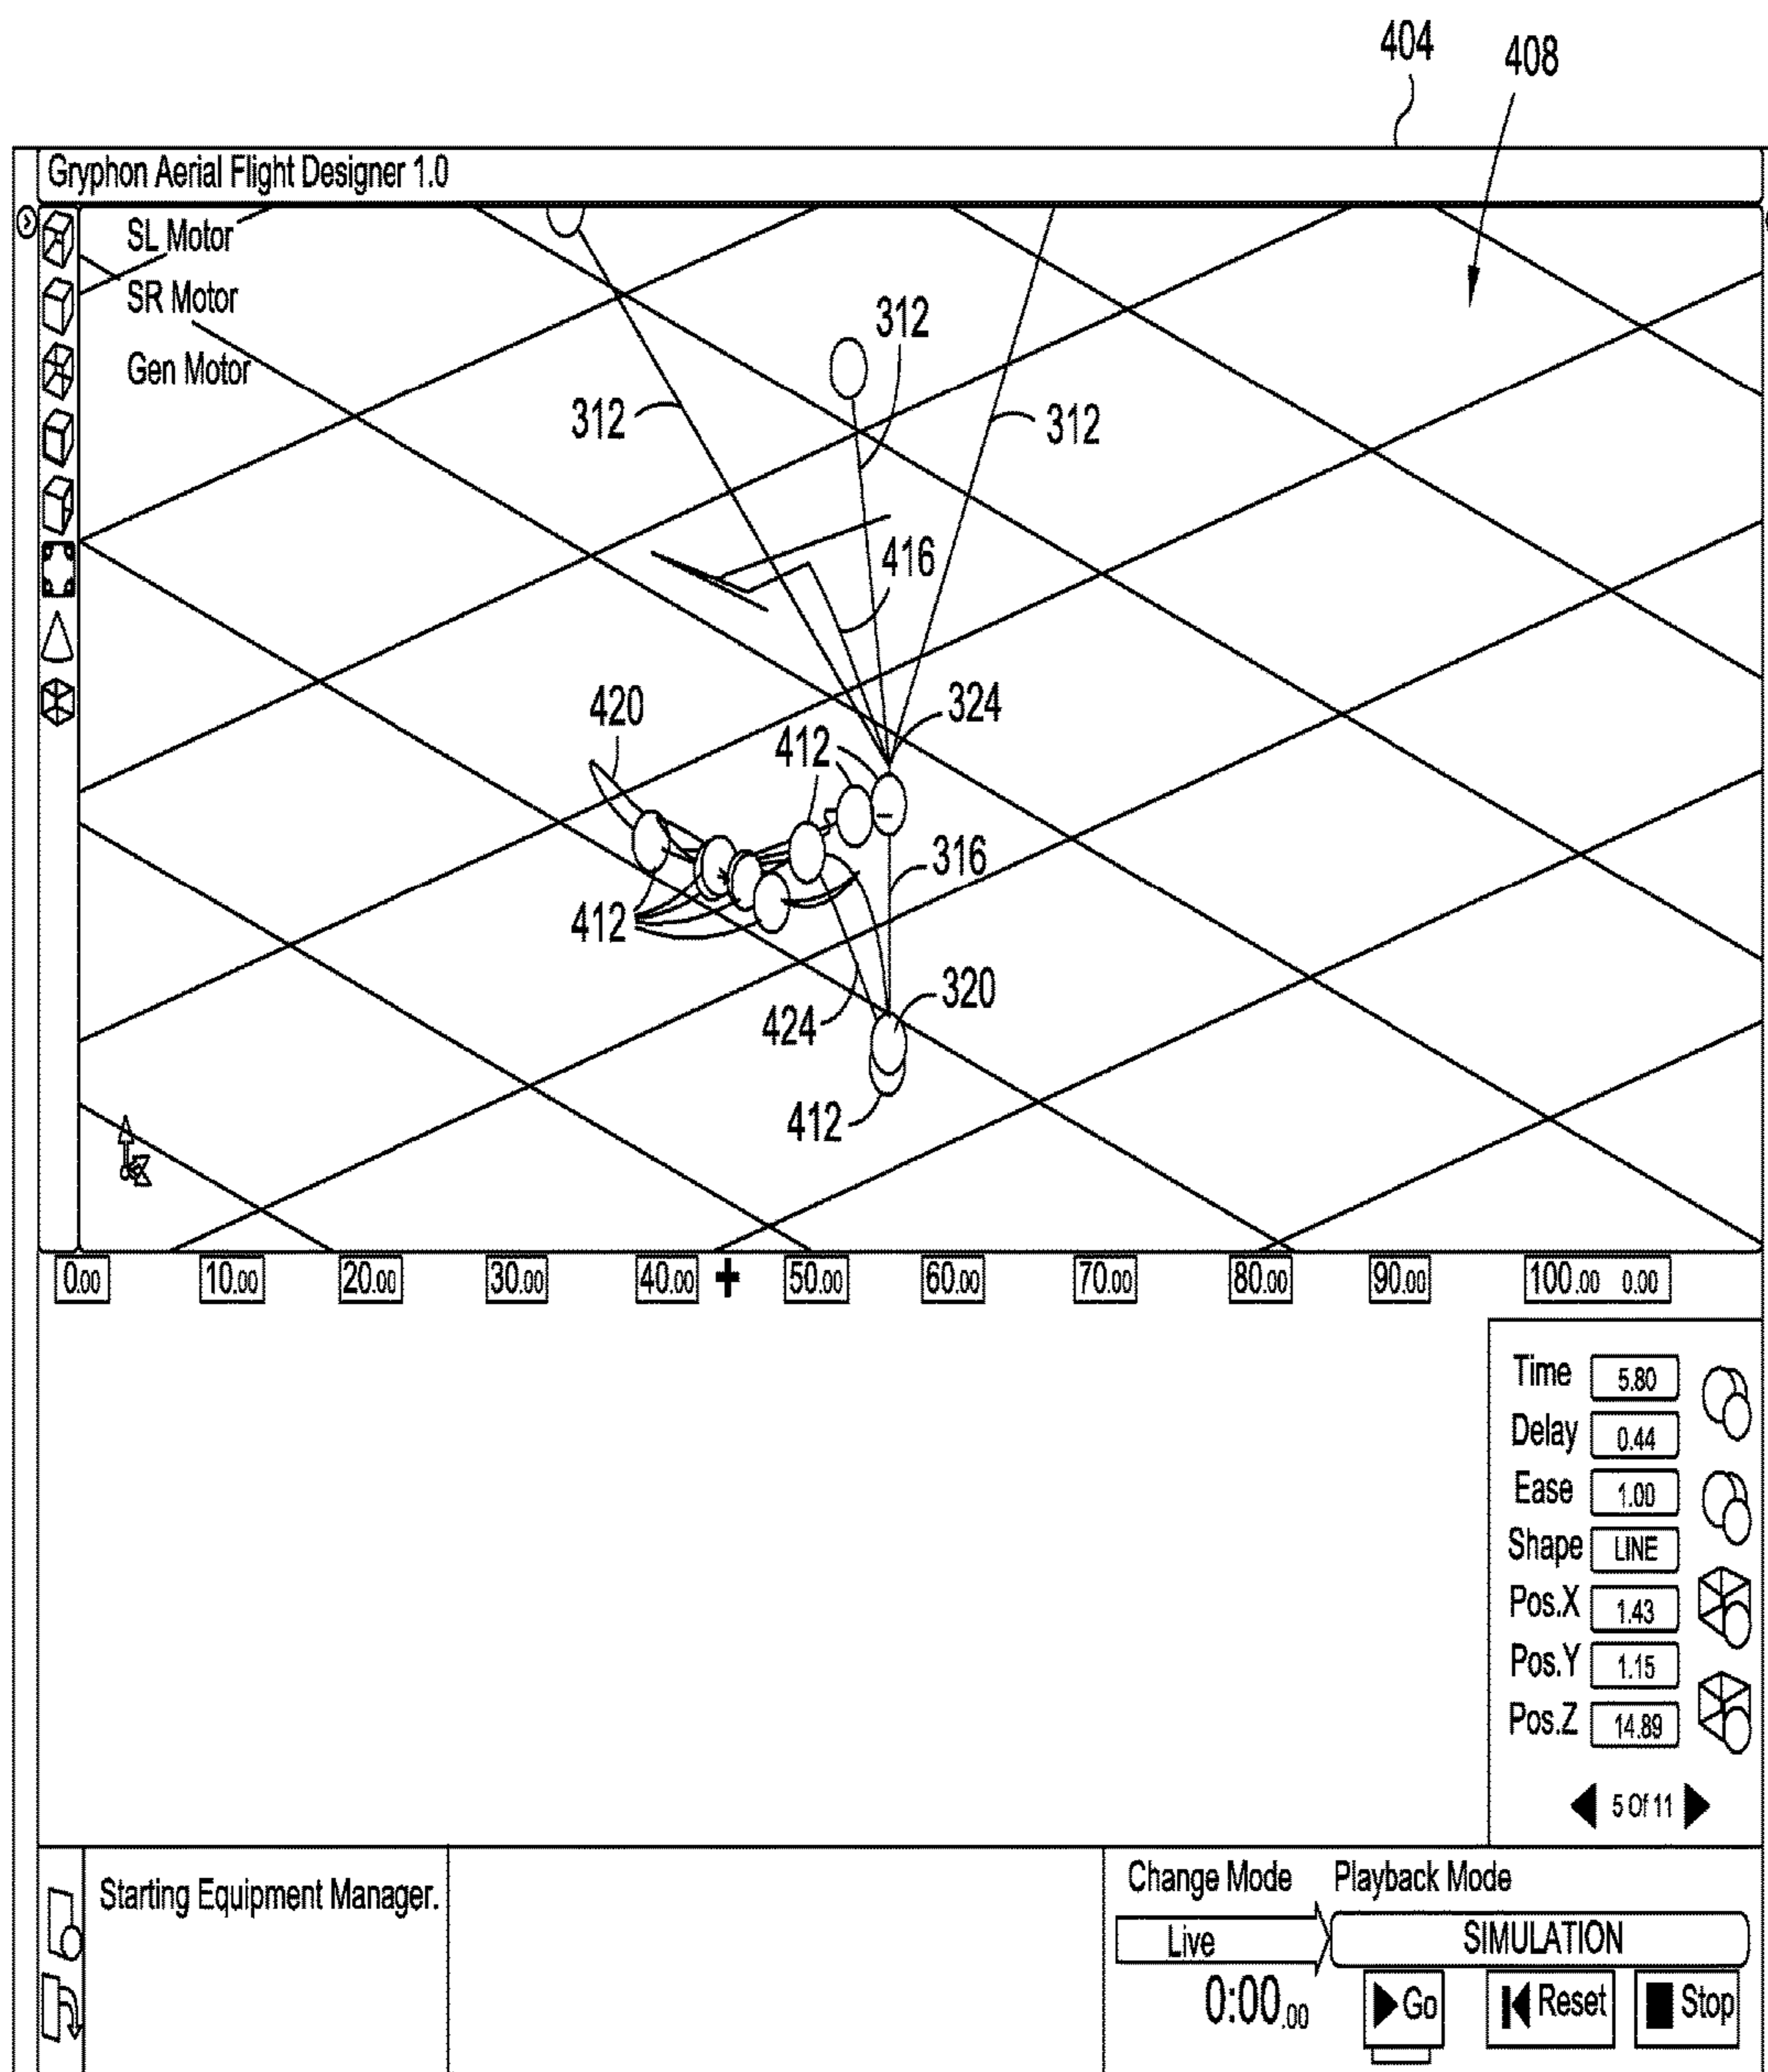 404
408
Gryphon Aerial Flight Designer 1.0
SL Motor
SR Motor
Gen Motor
312
312
312
416
420
324
412
316
412
320
424
412
0.00 10.00 20.00 30.00 40.00 + 50.00 60.00 70.00 80.00 90.00 100.00 0.00
Time 5.80
Delay 0.44
Ease 1.00
Shape LINE
Pos.X 1.43
Pos.Y 1.15
Pos.Z 14.89
5 Of 11
Starting Equipment Manager.
Change Mode Playback Mode
Live SIMULATION
0:00.00 Go Reset Stop